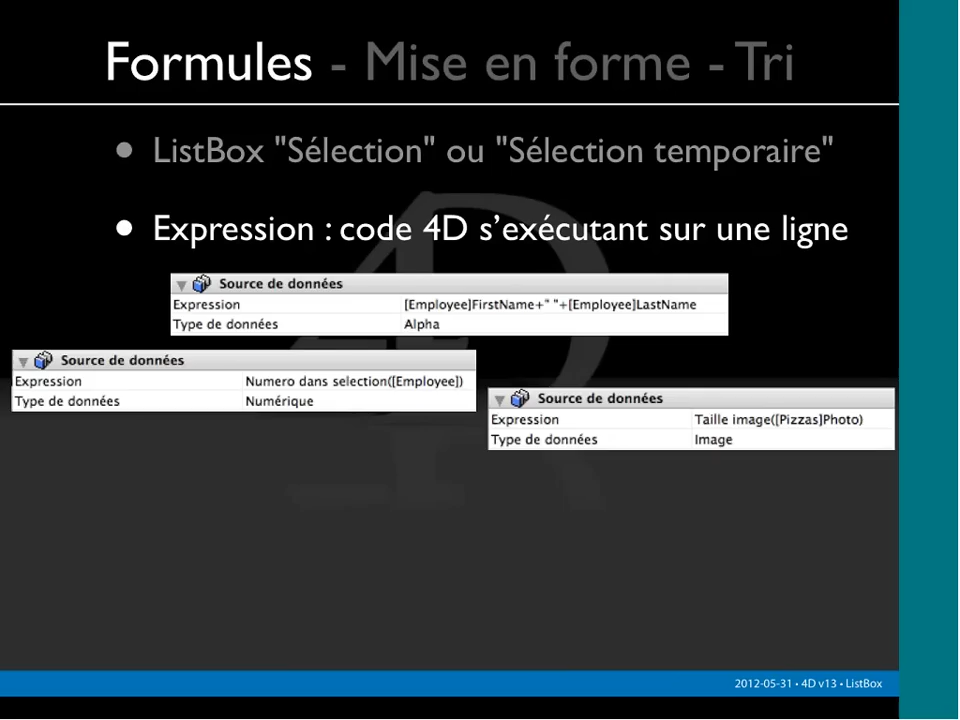 Formules - Mise en forme - Tri
• ListBox "Sélection" ou "Sélection temporaire"
• Expression : code 4D s’exécutant sur une ligne
Source de données
Expression [Employee]FirstName+" "+[Employee]LastName
Type de données Alpha
Source de données
Expression Numero dans selection([Employee])
Type de données Numérique
Source de données
Expression Taille image([Pizzas]Photo)
Type de données Image
2012-05-31 • 4D v13 • ListBox